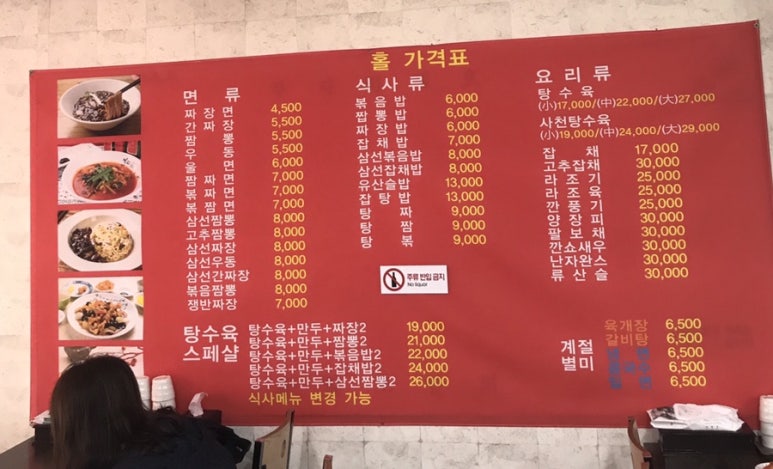 홀 가격표
면 류
짜 장 면 4,500
간 짜 장 5,500
짬 뽕 5,500
우 동 5,500
울 면 6,000
짬 짜 면 7,000
볶 짜 면 7,000
볶 짬 면 7,000
삼선짬뽕 8,000
고추짬뽕 8,000
삼선짜장 8,000
삼선우동 8,000
삼선간짜장 8,000
볶음짬뽕 8,000
쟁반짜장 7,000
식 사 류
볶 음 밥 6,000
짬 뽕 밥 6,000
짜 장 밥 6,000
잡 채 밥 7,000
삼선볶음밥 8,000
삼선잡채밥 8,000
유 산 슬 밥 13,000
잡 탕 밥 13,000
탕 짜 9,000
탕 짬 9,000
탕 볶 9,000
요 리 류
탕 수 육
(小)17,000/(中)22,000/(大)27,000
사천탕수육
(小)19,000/(中)24,000/(大)29,000
잡 채 17,000
고추잡채 30,000
라 조 기 25,000
라 조 육 25,000
깐 풍 기 25,000
양 장 피 30,000
팔 보 채 30,000
깐쇼새우 30,000
난자완스 30,000
류 산 슬 30,000
주류 반입 금지
No liquor
탕수육 스페셜
탕수육+만두+짜장2 19,000
탕수육+만두+짬뽕2 21,000
탕수육+만두+볶음밥2 22,000
탕수육+만두+잡채밥2 24,000
탕수육+만두+삼선짬뽕2 26,000
식사메뉴 변경 가능
계절 별미
육개장 6,500
갈비탕 6,500
6,500
6,500
6,500